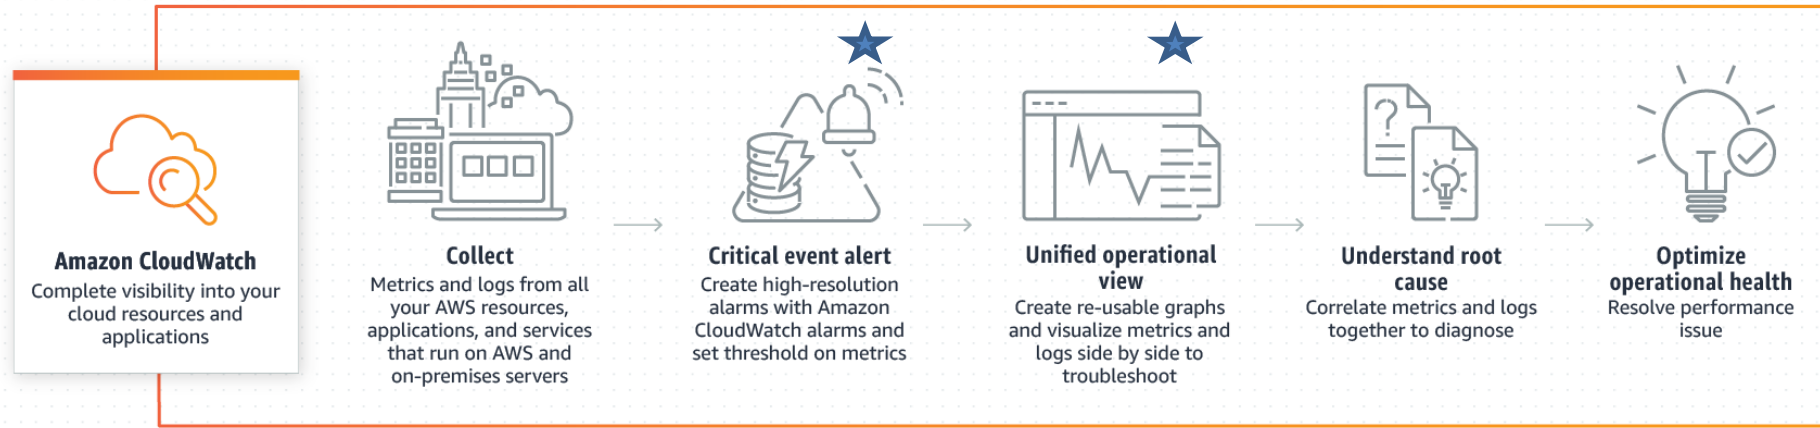 Amazon CloudWatch
Complete visibility into your
cloud resources and
applications
Collect
Metrics and logs from all
your AWS resources,
applications, and services
that run on AWS and
on-premises servers
Critical event alert
Create high-resolution
alarms with Amazon
CloudWatch alarms and
set threshold on metrics
Unified operational
view
Create re-usable graphs
and visualize metrics and
logs side by side to
troubleshoot
Understand root
cause
Correlate metrics and logs
together to diagnose
Optimize
operational health
Resolve performance
issue